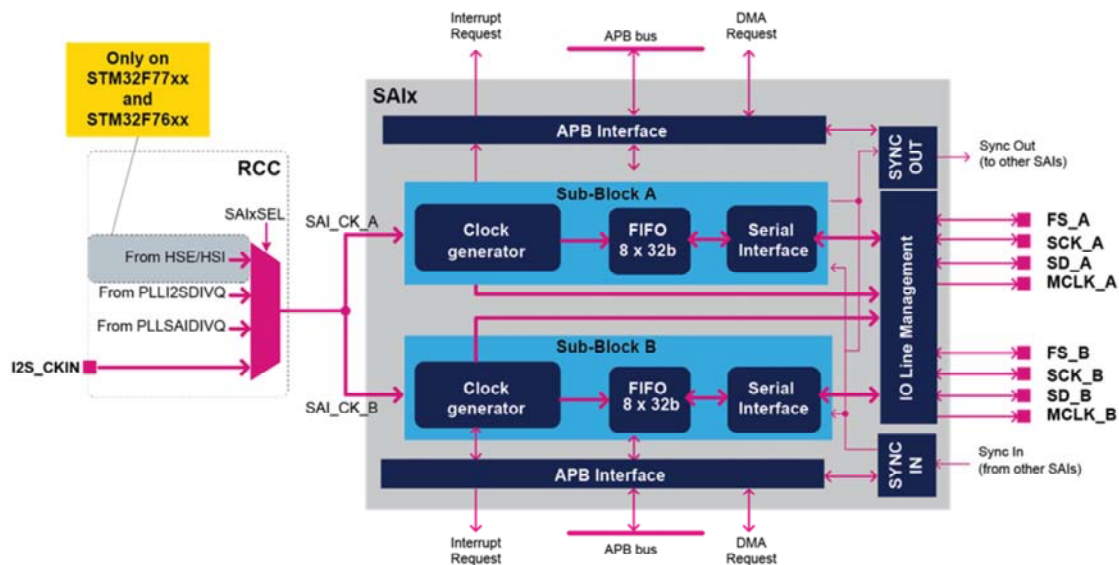 Interrupt
Request
APB bus
DMA
Request
Only on
STM32F77xx
and
STM32F76xx
SAIx
APB Interface
SYNC
OUT
Sync Out
(to other SAIs)
RCC
SAIxSEL
From HSE/HSI
From PLLI2SDIVQ
From PLLSAIDIVQ
I2S_CKIN
SAI_CK_A
SAI_CK_B
Sub-Block A
Clock
generator
FIFO
8 x 32b
Serial
Interface
IO Line Management
FS_A
SCK_A
SD_A
MCLK_A
Sub-Block B
Clock
generator
FIFO
8 x 32b
Serial
Interface
FS_B
SCK_B
SD_B
MCLK_B
APB Interface
SYNC
IN
Sync In
(from other SAIs)
Interrupt
Request
APB bus
DMA
Request